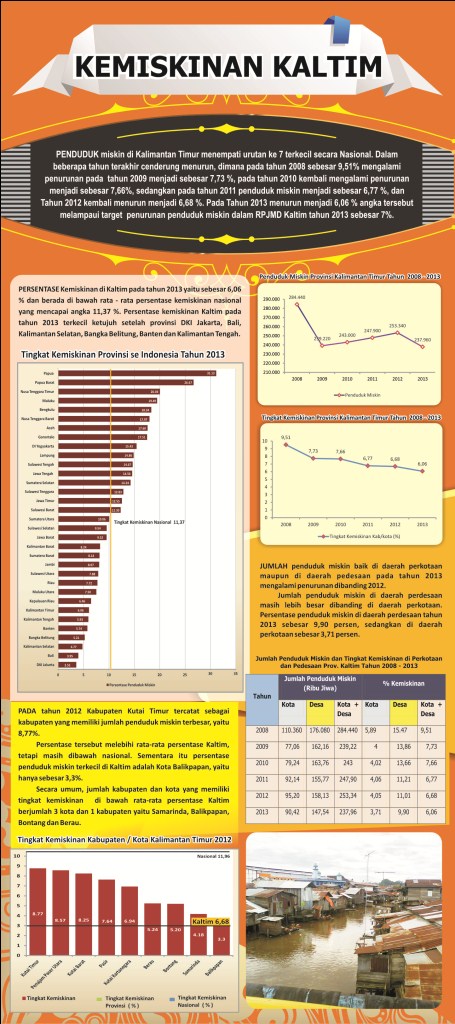 KEMISKINAN KALTIM
PENDUDUK miskin di Kalimantan Timur menempati urutan ke 7 terkecil secara Nasional. Dalam
beberapa tahun terakhir cenderung menurun, dimana pada tahun 2008 sebesar 9,51% mengalami
penurunan pada tahun 2009 menjadi sebesar 7,73 %, pada tahun 2010 kembali mengalami penurunan
menjadi sebesar 7,66%, sedangkan pada tahun 2011 penduduk miskin menjadi sebesar 6,77 %, dan
Tahun 2012 kembali menurun menjadi 6,68 %. Pada Tahun 2013 menurun menjadi 6,06 % angka tersebut
melampaui target penurunan penduduk miskin dalam RPJMD Kaltim tahun 2013 sebesar 7%.
PERSENTASE Kemiskinan di Kaltim pada tahun 2013 yaitu sebesar 6,06
% dan berada di bawah rata - rata persentase kemiskinan nasional
yang mencapai angka 11,37 %. Persentase kemiskinan Kaltim pada
tahun 2013 terkecil ketujuh setelah provinsi DKI Jakarta, Bali,
Kalimantan Selatan, Bangka Belitung, Banten dan Kalimantan Tengah.
Tingkat Kemiskinan Provinsi se Indonesia Tahun 2013
Papua
Papua Barat
Nusa Tenggara Timur
Maluku
Bengkulu
Nusa Tenggara Barat
Aceh
Gorontalo
DI Yogyakarta
Lampung
Sulawesi Tengah
Jawa Tengah
Sumatera Selatan
Sulawesi Tenggara
Jawa Timur
Sulawesi Barat
Sumatera Utara
Sulawesi Selatan
Jawa Barat
Kalimantan Barat
Sumatera Barat
Jambi
Sulawesi Utara
Riau
Maluku Utara
Kepulauan Riau
Kalimantan Timur
Kalimantan Tengah
Banten
Bangka Belitung
Kalimantan Selatan
Bali
DKI Jakarta
Tingkat Kemiskinan Nasional 11,37
0 5 10 15 20 25 30 35
Persentase Penduduk Miskin
Penduduk Miskin Provinsi Kalimantan Timur Tahun 2008 - 2013
290.000
280.000
270.000
260.000
250.000
240.000
230.000
220.000
210.000
284.440
239.220
243.000
247.900
253.340
237.960
2008 2009 2010 2011 2012 2013
Penduduk Miskin
Tingkat Kemiskinan Provinsi Kalimantan Timur Tahun 2008 - 2013
10
9
8
7
6
5
4
3
2
1
0
9,51
7,73
7,66
6,77
6,68
6,06
2008 2009 2010 2011 2012 2013
Tingkat Kemiskinan Kab/Kota (%)
JUMLAH penduduk miskin baik di daerah perkotaan
maupun di daerah pedesaan pada tahun 2013
mengalami penurunan dibanding 2012.
Jumlah penduduk miskin di daerah perdesaan
masih lebih besar dibanding di daerah perkotaan.
Persentase penduduk miskin di daerah perdesaan tahun
2013 sebesar 9,90 persen, sedangkan di daerah
perkotaan sebesar 3,71 persen.
Jumlah Penduduk Miskin dan Tingkat Kemiskinan di Perkotaan
dan Pedesaan Prov. Kaltim Tahun 2008 - 2013
Tahun Jumlah Penduduk Miskin (Ribu Jiwa) % Kemiskinan
Kota Desa Kota + Desa Kota Desa Kota + Desa
2008 110.360 176.080 284.440 5,89 15.47 9,51
2009 77,06 162,16 239,22 4 13,86 7,73
2010 79,24 163,76 243 4,02 13,66 7,66
2011 92,14 155,77 247,90 4,06 11,21 6,77
2012 95,20 158,13 253,34 4,05 11,01 6,68
2013 90,42 147,54 237,96 3,71 9,90 6,06
PADA tahun 2012 Kabupaten Kutai Timur tercatat sebagai
kabupaten yang memiliki jumlah penduduk miskin terbesar, yaitu
8,77%.
Persentase tersebut melebihi rata-rata persentase Kaltim,
tetapi masih dibawah nasional. Sementara itu persentase
penduduk miskin terkecil di Kaltim adalah Kota Balikpapan, yaitu
hanya sebesar 3,3%.
Secara umum, jumlah kabupaten dan kota yang memiliki
tingkat kemiskinan di bawah rata-rata persentase Kaltim
berjumlah 3 kota dan 1 kabupaten yaitu Samarinda, Balikpapan,
Bontang dan Berau.
Tingkat Kemiskinan Kabupaten / Kota Kalimantan Timur 2012
10
9
8
7
6
5
4
3
2
1
0
Nasional 11,96
Kaltim 6,68
8.77
8.57
8.25
7.64
6.94
5.24
5.20
4.18
3.3
Kutai Timur
Penajam Paser Utara
Kutai Barat
Paser
Kutai Kartanegara
Berau
Bontang
Samarinda
Balikpapan
Tingkat Kemiskinan
Tingkat Kemiskinan Provinsi ( % )
Tingkat Kemiskinan Nasional ( % )